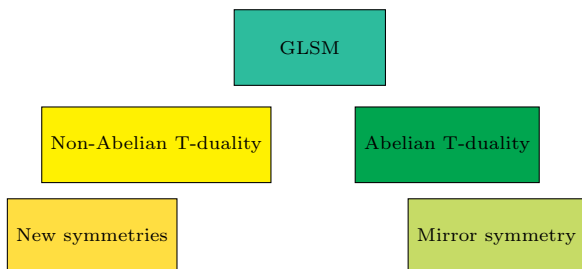 GLSM
Non-Abelian T-duality
Abelian T-duality
New symmetries
Mirror symmetry